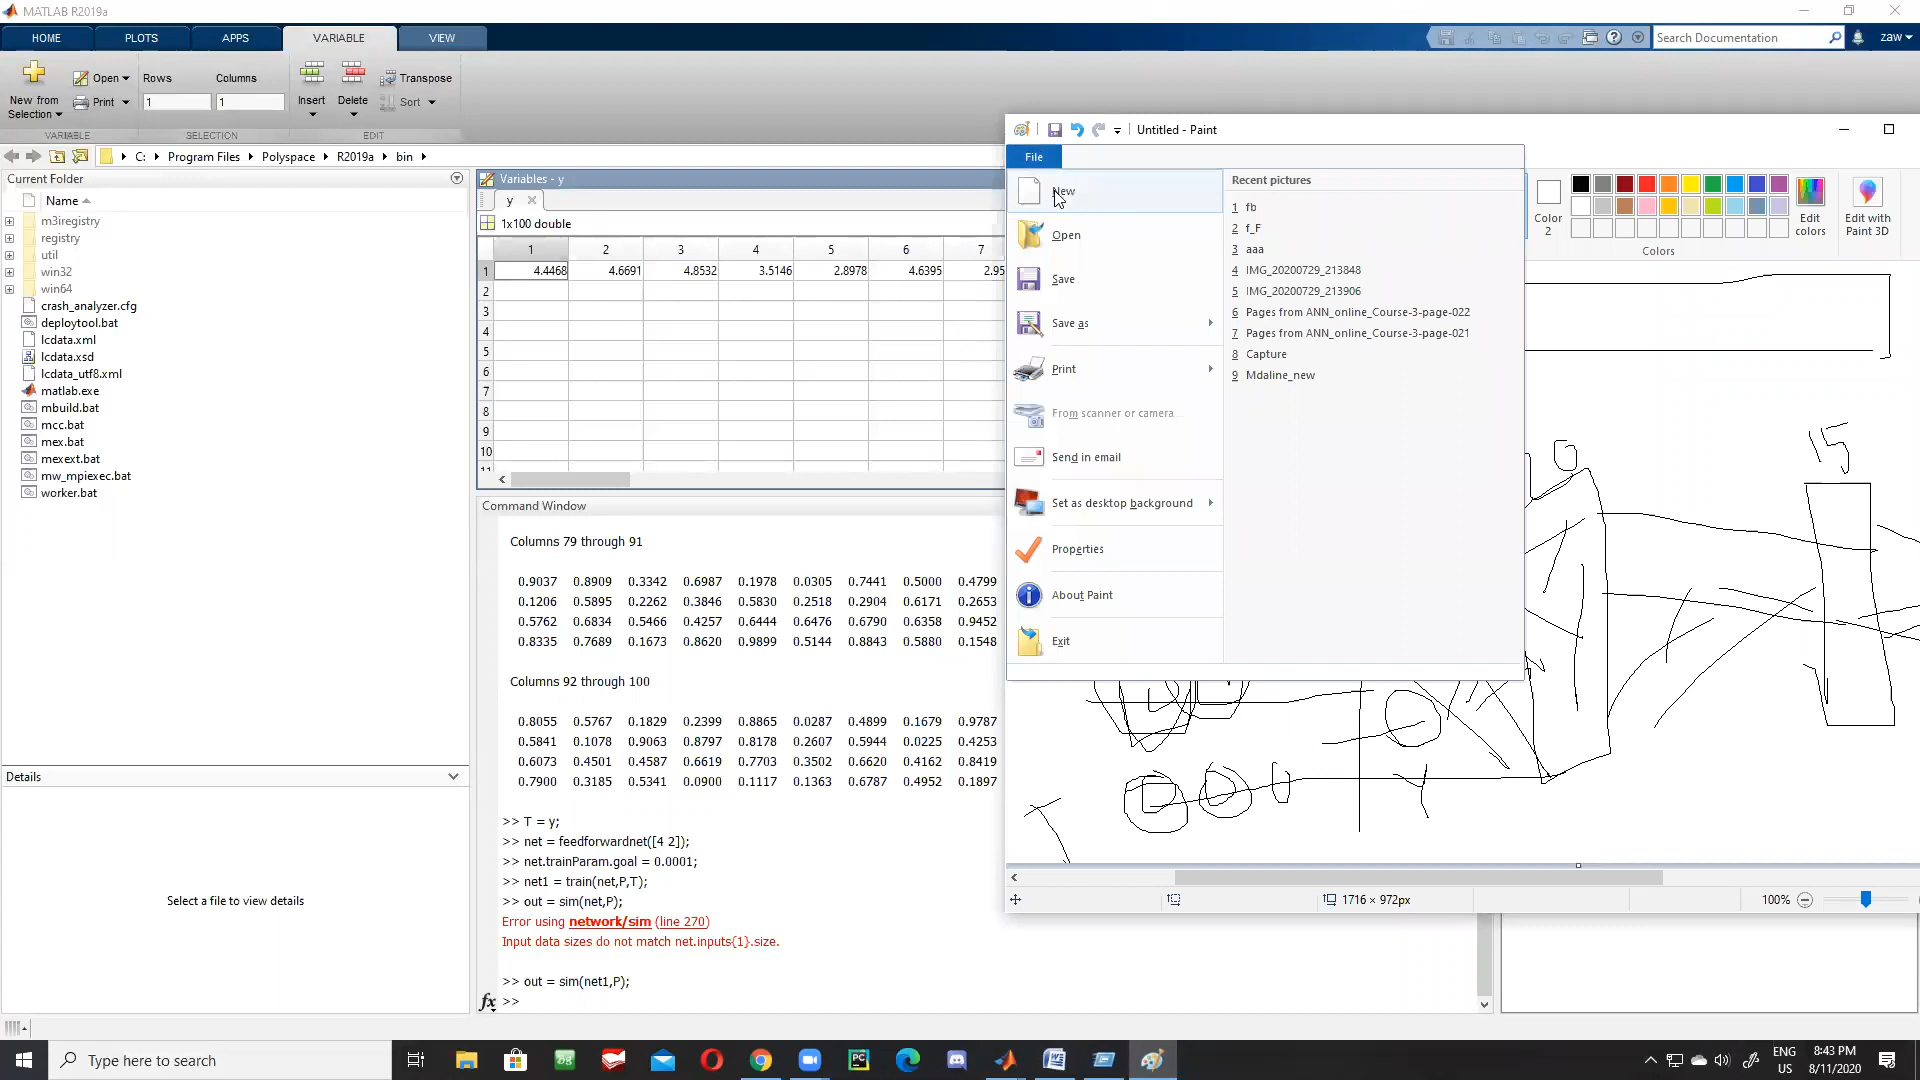 MATLAB R2019a
HOME PLOTS APPS VARIABLE VIEW
Search Documentation
zaw
New from
Selection
Open
Print
Rows
1
Columns
1
Insert
Delete
Transpose
Sort
VARIABLE SELECTION EDIT
C: Program Files Polyspace R2019a bin
Current Folder
Name
m3iregistry
registry
util
win32
win64
crash_analyzer.cfg
deploytool.bat
lcdata.xml
lcdata.xsd
lcdata_utf8.xml
matlab.exe
mbuild.bat
mcc.bat
mex.bat
mexext.bat
mw_mpiexec.bat
worker.bat
Details
Select a file to view details
Variables - y
y
1x100 double
1 2 3 4 5 6 7
1 4.4468 4.6691 4.8532 3.5146 2.8978 4.6395 2.95
2
3
4
5
6
7
8
9
10
11
Command Window
Columns 79 through 91
0.9037 0.8909 0.3342 0.6987 0.1978 0.0305 0.7441 0.5000 0.4799
0.1206 0.5895 0.2262 0.3846 0.5830 0.2518 0.2904 0.6171 0.2653
0.5762 0.6834 0.5466 0.4257 0.6444 0.6476 0.6790 0.6358 0.9452
0.8335 0.7689 0.1673 0.8620 0.9899 0.5144 0.8843 0.5880 0.1548
Columns 92 through 100
0.8055 0.5767 0.1829 0.2399 0.8865 0.0287 0.4899 0.1679 0.9787
0.5841 0.1078 0.9063 0.8797 0.8178 0.2607 0.5944 0.0225 0.4253
0.6073 0.4501 0.4587 0.6619 0.7703 0.3502 0.6620 0.4162 0.8419
0.7900 0.3185 0.5341 0.0900 0.1117 0.1363 0.6787 0.4952 0.1897
>> T = y;
>> net = feedforwardnet([4 2]);
>> net.trainParam.goal = 0.0001;
>> net1 = train(net,P,T);
>> out = sim(net,P);
Error using network/sim (line 270)
Input data sizes do not match net.inputs{1}.size.
>> out = sim(net1,P);
fx >>
Untitled - Paint
File
New
Open
Save
Save as
Print
From scanner or camera
Send in email
Set as desktop background
Properties
About Paint
Exit
Recent pictures
1 fb
2 f_F
3 aaa
4 IMG_20200729_213848
5 IMG_20200729_213906
6 Pages from ANN_online_Course-3-page-022
7 Pages from ANN_online_Course-3-page-021
8 Capture
9 Mdaline_new
Color
2
Edit
colors
Edit with
Paint 3D
Colors
15
Y
T
1716 × 972px
100%
Type here to search
ENG
US
8:43 PM
8/11/2020